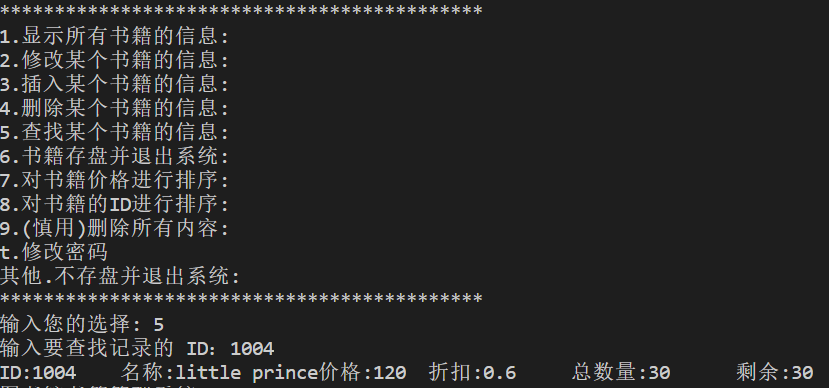 ********************************************
1.显示所有书籍的信息:
2.修改某个书籍的信息:
3.插入某个书籍的信息:
4.删除某个书籍的信息:
5.查找某个书籍的信息:
6.书籍存盘并退出系统:
7.对书籍价格进行排序:
8.对书籍的ID进行排序:
9.(慎用)删除所有内容:
t.修改密码
其他.不存盘并退出系统:
********************************************
输入您的选择: 5
输入要查找记录的 ID: 1004
ID:1004 名称:little prince价格:120 折扣:0.6 总数量:30 剩余:30